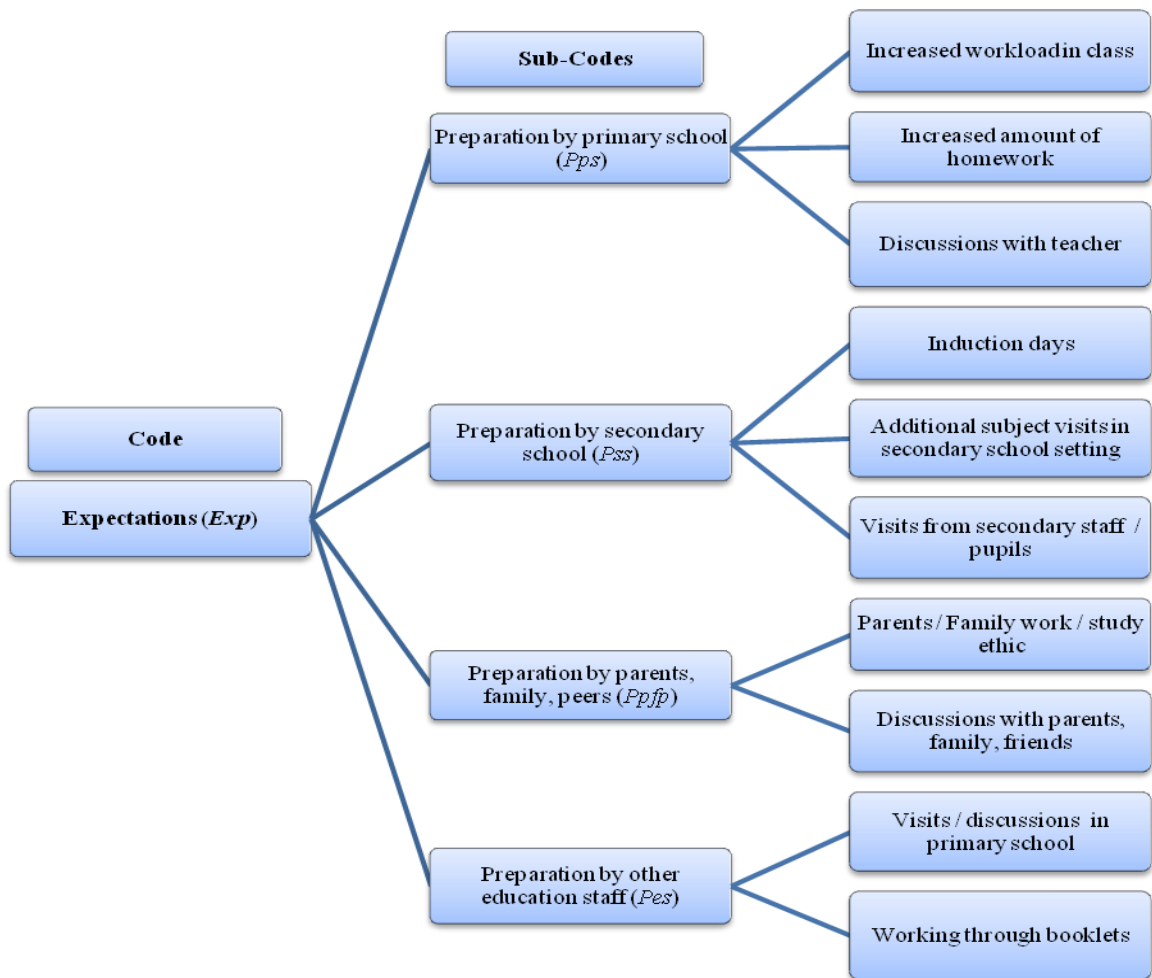 Sub-Codes
Increased workloadin class
Preparation by primary school
(Pps)
Increased amount of
homework
Discussions with teacher
Induction days
Code
Preparation by secondary
school (Pss)
Additional subject visits in
secondary school setting
Expectations (Exp)
Visits from secondary staff /
pupils
Parents / Family work / study
ethic
Preparation by parents,
family, peers (Ppfp)
Discussions with parents,
family, friends
Visits / discussions in
primary school
Preparation by other
education staff (Pes)
Working through booklets